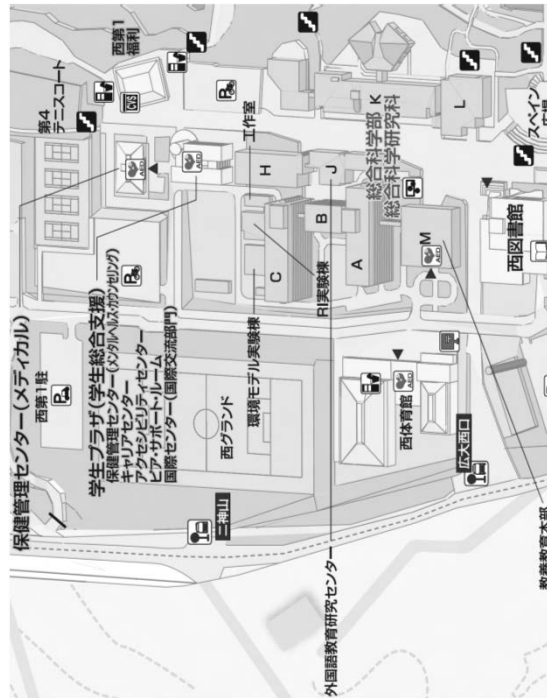 保健管理センター(メディカル)
西第1駐
学生プラザ(学生総合支援)
保健管理センター(メンタルヘルス・カウンセリング)
キャリアセンター
アクセシビリティセンター
ピア・サポート・ルーム
国際センター(国際交流部門)
第4
テニスコート
西第1
福利
AED
工作室
H
J
RI実験棟
B
C
A
環境モデル実験棟
西グランド
二神山
総合科学部 K
総合科学研究科
L
M
AED
スペイン
西図書館
西体育館
AED
広大西口
外国語教育研究センター
教養教育本部